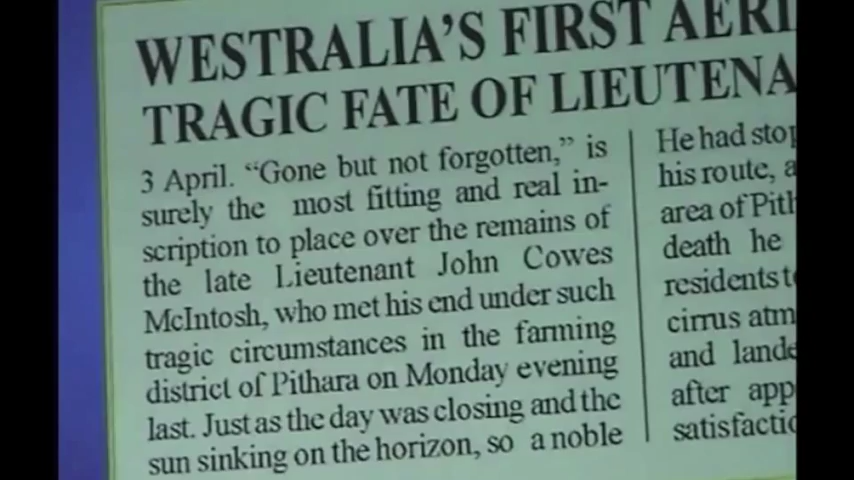 WESTRALIA'S FIRST AERI
TRAGIC FATE OF LIEUTENA
3 April. "Gone but not forgotten," is
surely the most fitting and real in-
scription to place over the remains of
the late Lieutenant John Cowes
McIntosh, who met his end under such
tragic circumstances in the farming
district of Pithara on Monday evening
last. Just as the day was closing and the
sun sinking on the horizon, so a noble
He had stop
his route, a
area of Pith
death he
residents t
cirrus atm
and lande
after app
satisfactio